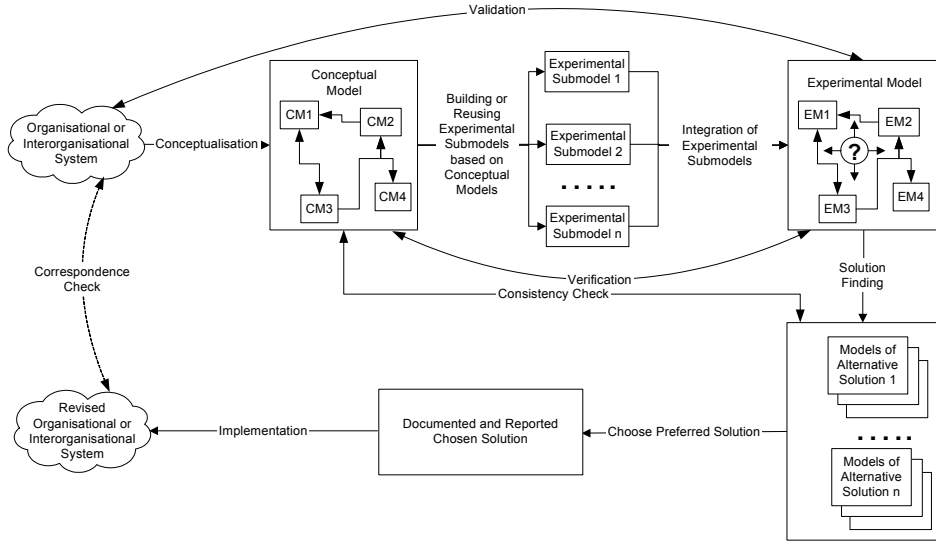 Validation
Organisational or
Interorganisational
System
Conceptualisation
Conceptual
Model
CM1
CM2
CM3
CM4
Building or
Reusing
Experimental
Submodels
based on
Conceptual
Models
Experimental
Submodel 1
Experimental
Submodel 2
.....
Experimental
Submodel n
Integration of
Experimental
Submodels
Experimental Model
EM1
EM2
?
EM3
EM4
Verification
Consistency Check
Correspondence
Check
Solution
Finding
Models of
Alternative
Solution 1
.....
Models of
Alternative
Solution n
Choose Preferred Solution
Documented and Reported
Chosen Solution
Implementation
Revised
Organisational or
Interorganisational
System